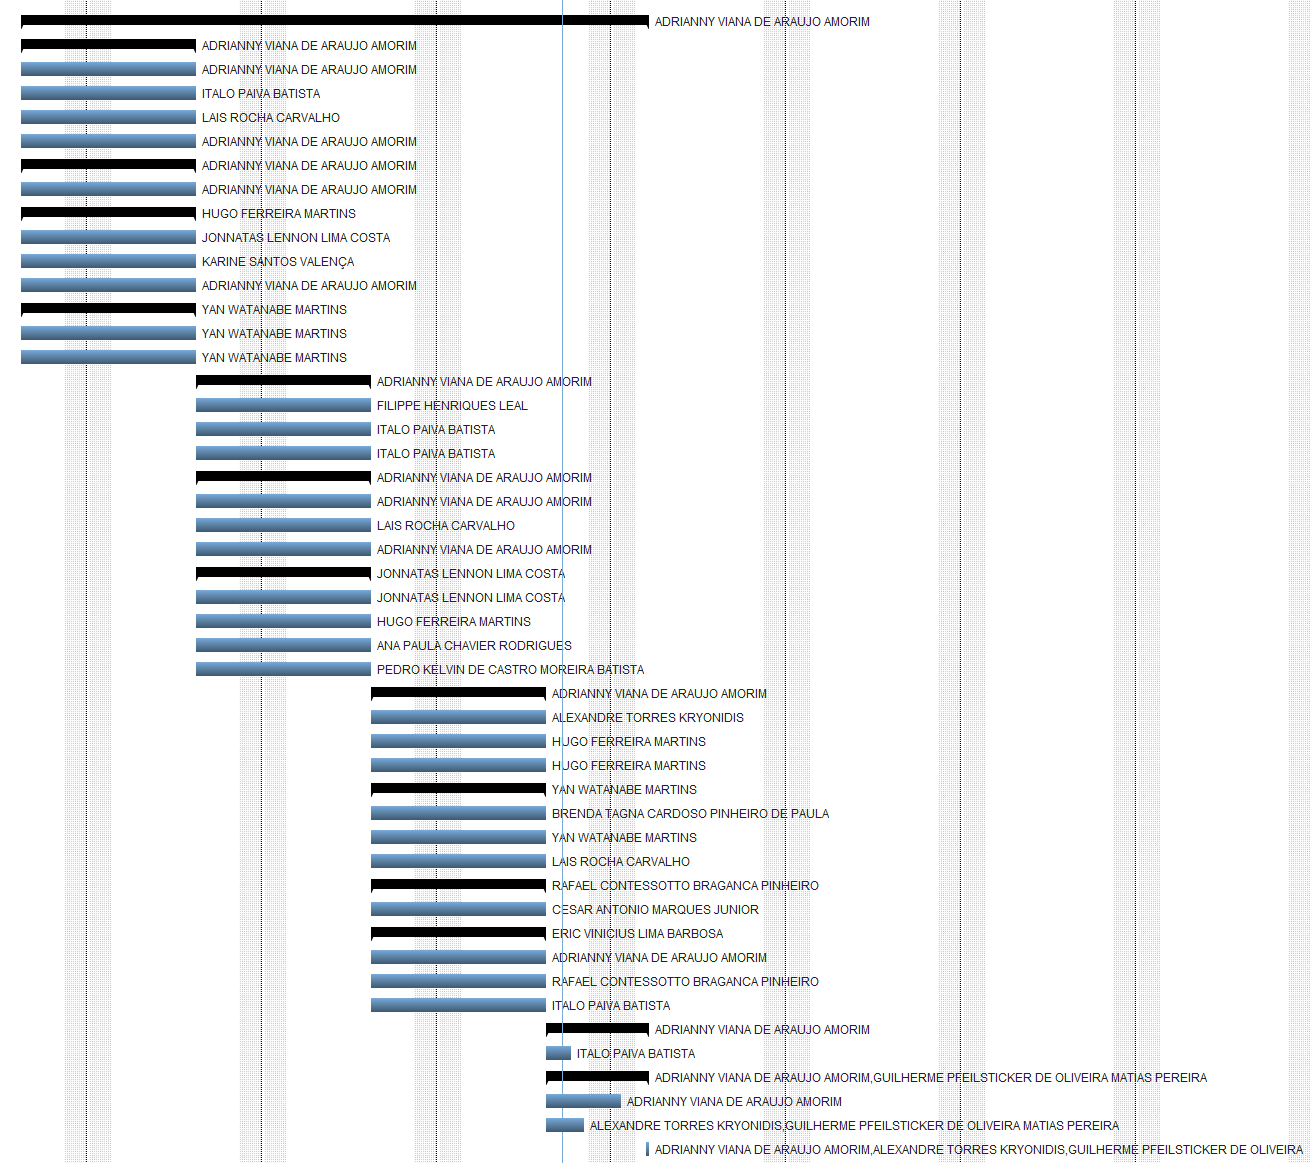 ADRIANNY VIANA DE ARAUJO AMORIM
ADRIANNY VIANA DE ARAUJO AMORIM
ADRIANNY VIANA DE ARAUJO AMORIM
ITALO PAIVA BATISTA
LAIS ROCHA CARVALHO
ADRIANNY VIANA DE ARAUJO AMORIM
ADRIANNY VIANA DE ARAUJO AMORIM
ADRIANNY VIANA DE ARAUJO AMORIM
HUGO FERREIRA MARTINS
JONNATAS LENNON LIMA COSTA
KARINE SANTOS VALENÇA
ADRIANNY VIANA DE ARAUJO AMORIM
YAN WATANABE MARTINS
YAN WATANABE MARTINS
YAN WATANABE MARTINS
ADRIANNY VIANA DE ARAUJO AMORIM
FILIPPE HENRIQUES LEAL
ITALO PAIVA BATISTA
ITALO PAIVA BATISTA
ADRIANNY VIANA DE ARAUJO AMORIM
ADRIANNY VIANA DE ARAUJO AMORIM
LAIS ROCHA CARVALHO
ADRIANNY VIANA DE ARAUJO AMORIM
JONNATAS LENNON LIMA COSTA
JONNATAS LENNON LIMA COSTA
HUGO FERREIRA MARTINS
ANA PAULA CHAVIER RODRIGUES
PEDRO KELVIN DE CASTRO MOREIRA BATISTA
ADRIANNY VIANA DE ARAUJO AMORIM
ALEXANDRE TORRES KRYONIDIS
HUGO FERREIRA MARTINS
HUGO FERREIRA MARTINS
YAN WATANABE MARTINS
BRENDA TAGNA CARDOSO PINHEIRO DE PAULA
YAN WATANABE MARTINS
LAIS ROCHA CARVALHO
RAFAEL CONTESSOTTO BRAGANCA PINHEIRO
CESAR ANTONIO MARQUES JUNIOR
ERIC VINICIUS LIMA BARBOSA
ADRIANNY VIANA DE ARAUJO AMORIM
RAFAEL CONTESSOTTO BRAGANCA PINHEIRO
ITALO PAIVA BATISTA
ADRIANNY VIANA DE ARAUJO AMORIM
ITALO PAIVA BATISTA
ADRIANNY VIANA DE ARAUJO AMORIM,GUILHERME PFEILSTICKER DE OLIVEIRA MATIAS PEREIRA
ADRIANNY VIANA DE ARAUJO AMORIM
ALEXANDRE TORRES KRYONIDIS,GUILHERME PFEILSTICKER DE OLIVEIRA MATIAS PEREIRA
ADRIANNY VIANA DE ARAUJO AMORIM,ALEXANDRE TORRES KRYONIDIS,GUILHERME PFEILSTICKER DE OLIVEIRA